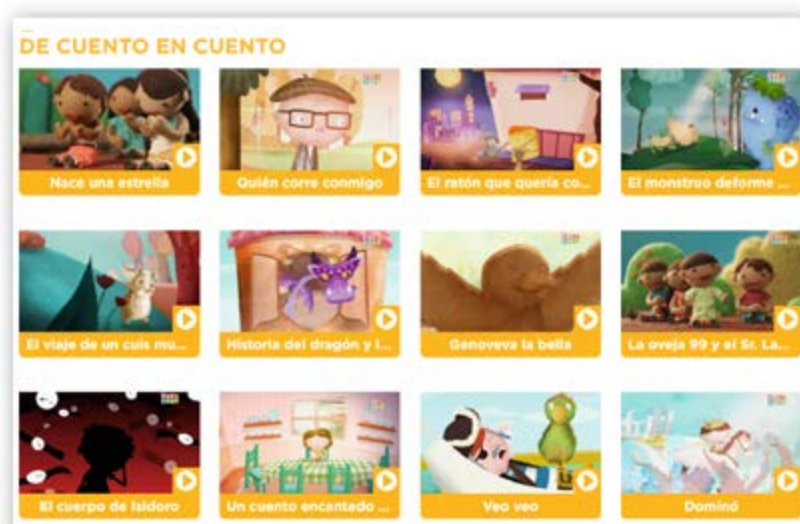 DE CUENTO EN CUENTO
Nace una estrella
Quién corre conmigo
El ratón que quería co...
El monstruo deforme ...
El viaje de un cuis mu...
Historia del dragón y l...
Genoveva la bella
La oveja 99 y el Sr. La...
El cuerpo de Isidoro
Un cuento encantado ...
Veo veo
Dominó